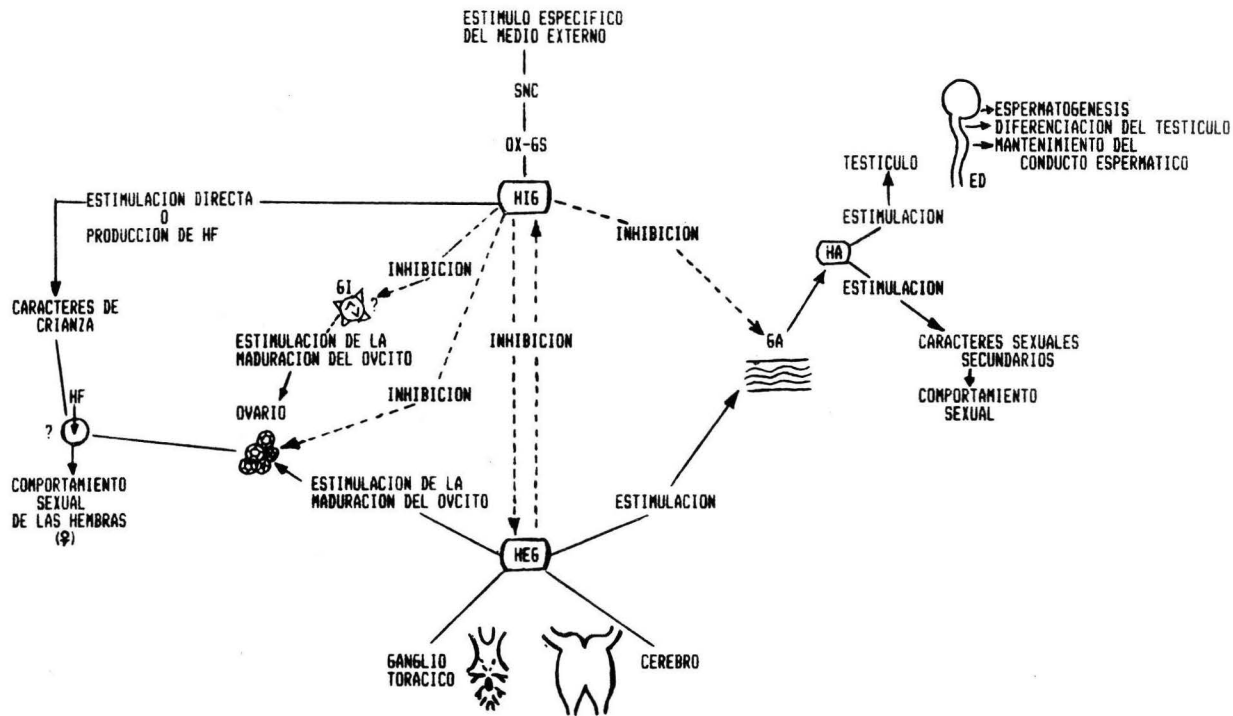 ESTIMULO ESPECIFICO
DEL MEDIO EXTERNO
SNC
OX-GS
HIG
ESTIMULACION DIRECTA
O
PRODUCCION DE HF
INHIBICION
GI
?
CARACTERES DE
CRIANZA
ESTIMULACION DE LA
MADURACION DEL OVCITO
INHIBICION
INHIBICION
HF
?
OVARIO
COMPORTAMIENTO
SEXUAL
DE LAS HEMBRAS
(♀)
ESTIMULACION DE LA
MADURACION DEL OVCITO
HEG
GANGLIO
TORACICO
CEREBRO
ESTIMULACION
INHIBICION
GA
HA
ESTIMULACION
TESTICULO
ESPERMATOGENESIS
DIFERENCIACION DEL TESTICULO
MANTENIMIENTO DEL
CONDUCTO ESPERMATICO
ED
ESTIMULACION
CARACTERES SEXUALES
SECUNDARIOS
COMPORTAMIENTO
SEXUAL